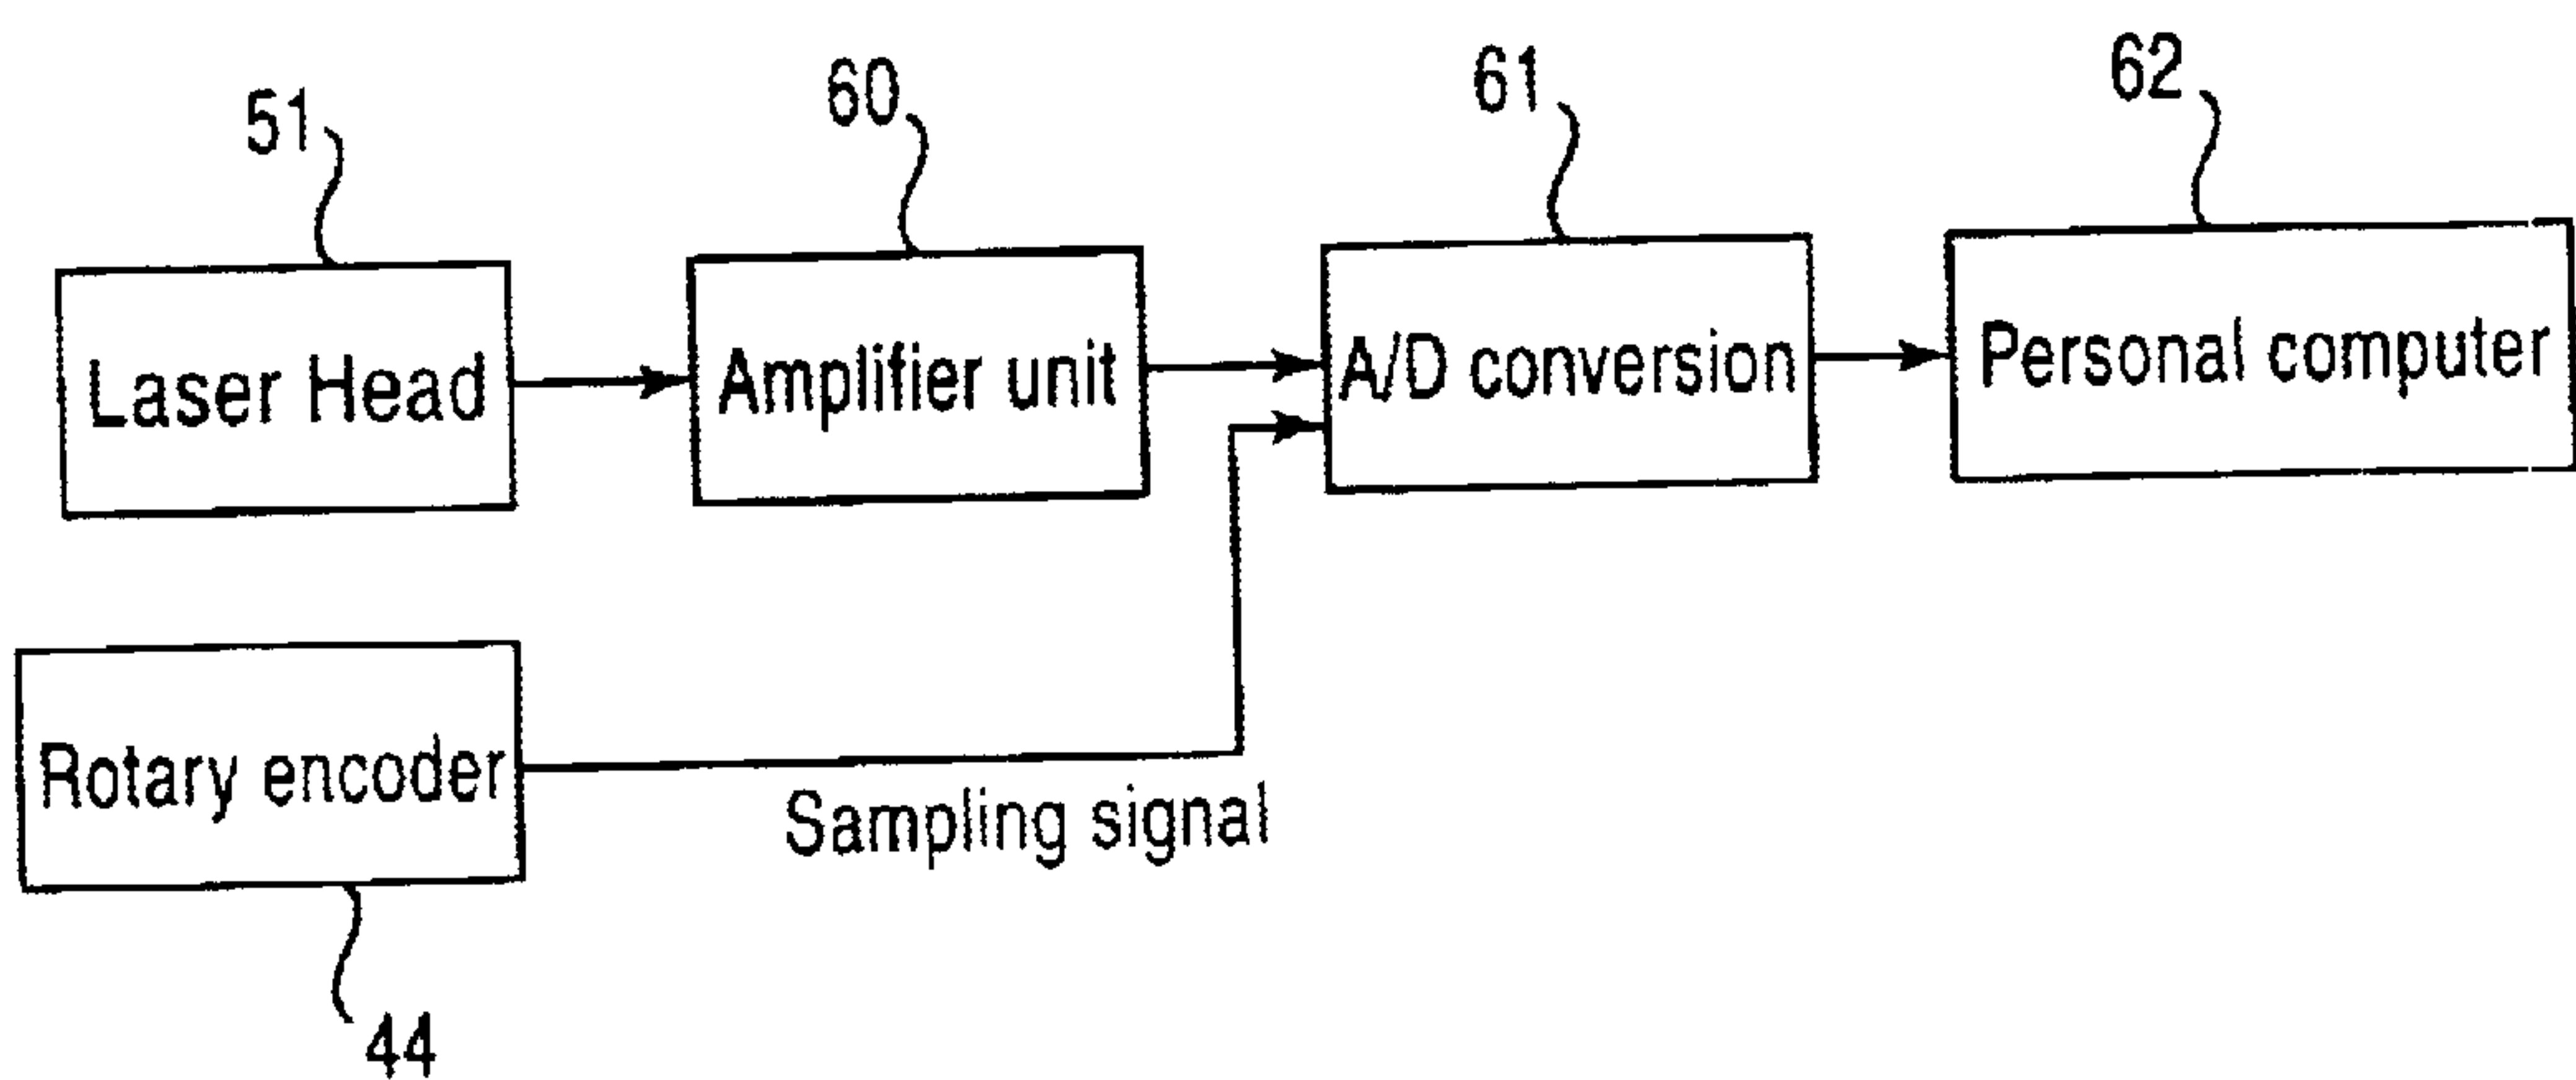 51
60
61
62
Laser Head
Amplifier unit
A/D conversion
Personal computer
Rotary encoder
Sampling signal
44